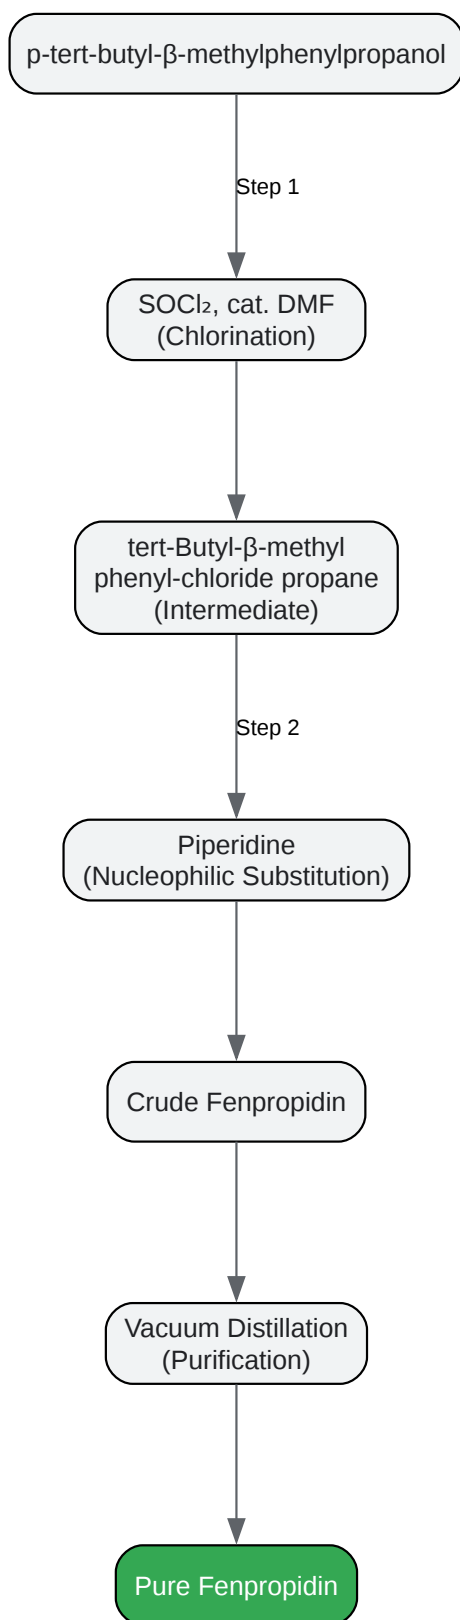 p-tert-butyl-β-methylphenylpropanol
Step 1
SOCl₂, cat. DMF
(Chlorination)
tert-Butyl-β-methyl
phenyl-chloride propane
(Intermediate)
Step 2
Piperidine
(Nucleophilic Substitution)
Crude Fenpropidin
Vacuum Distillation
(Purification)
Pure Fenpropidin